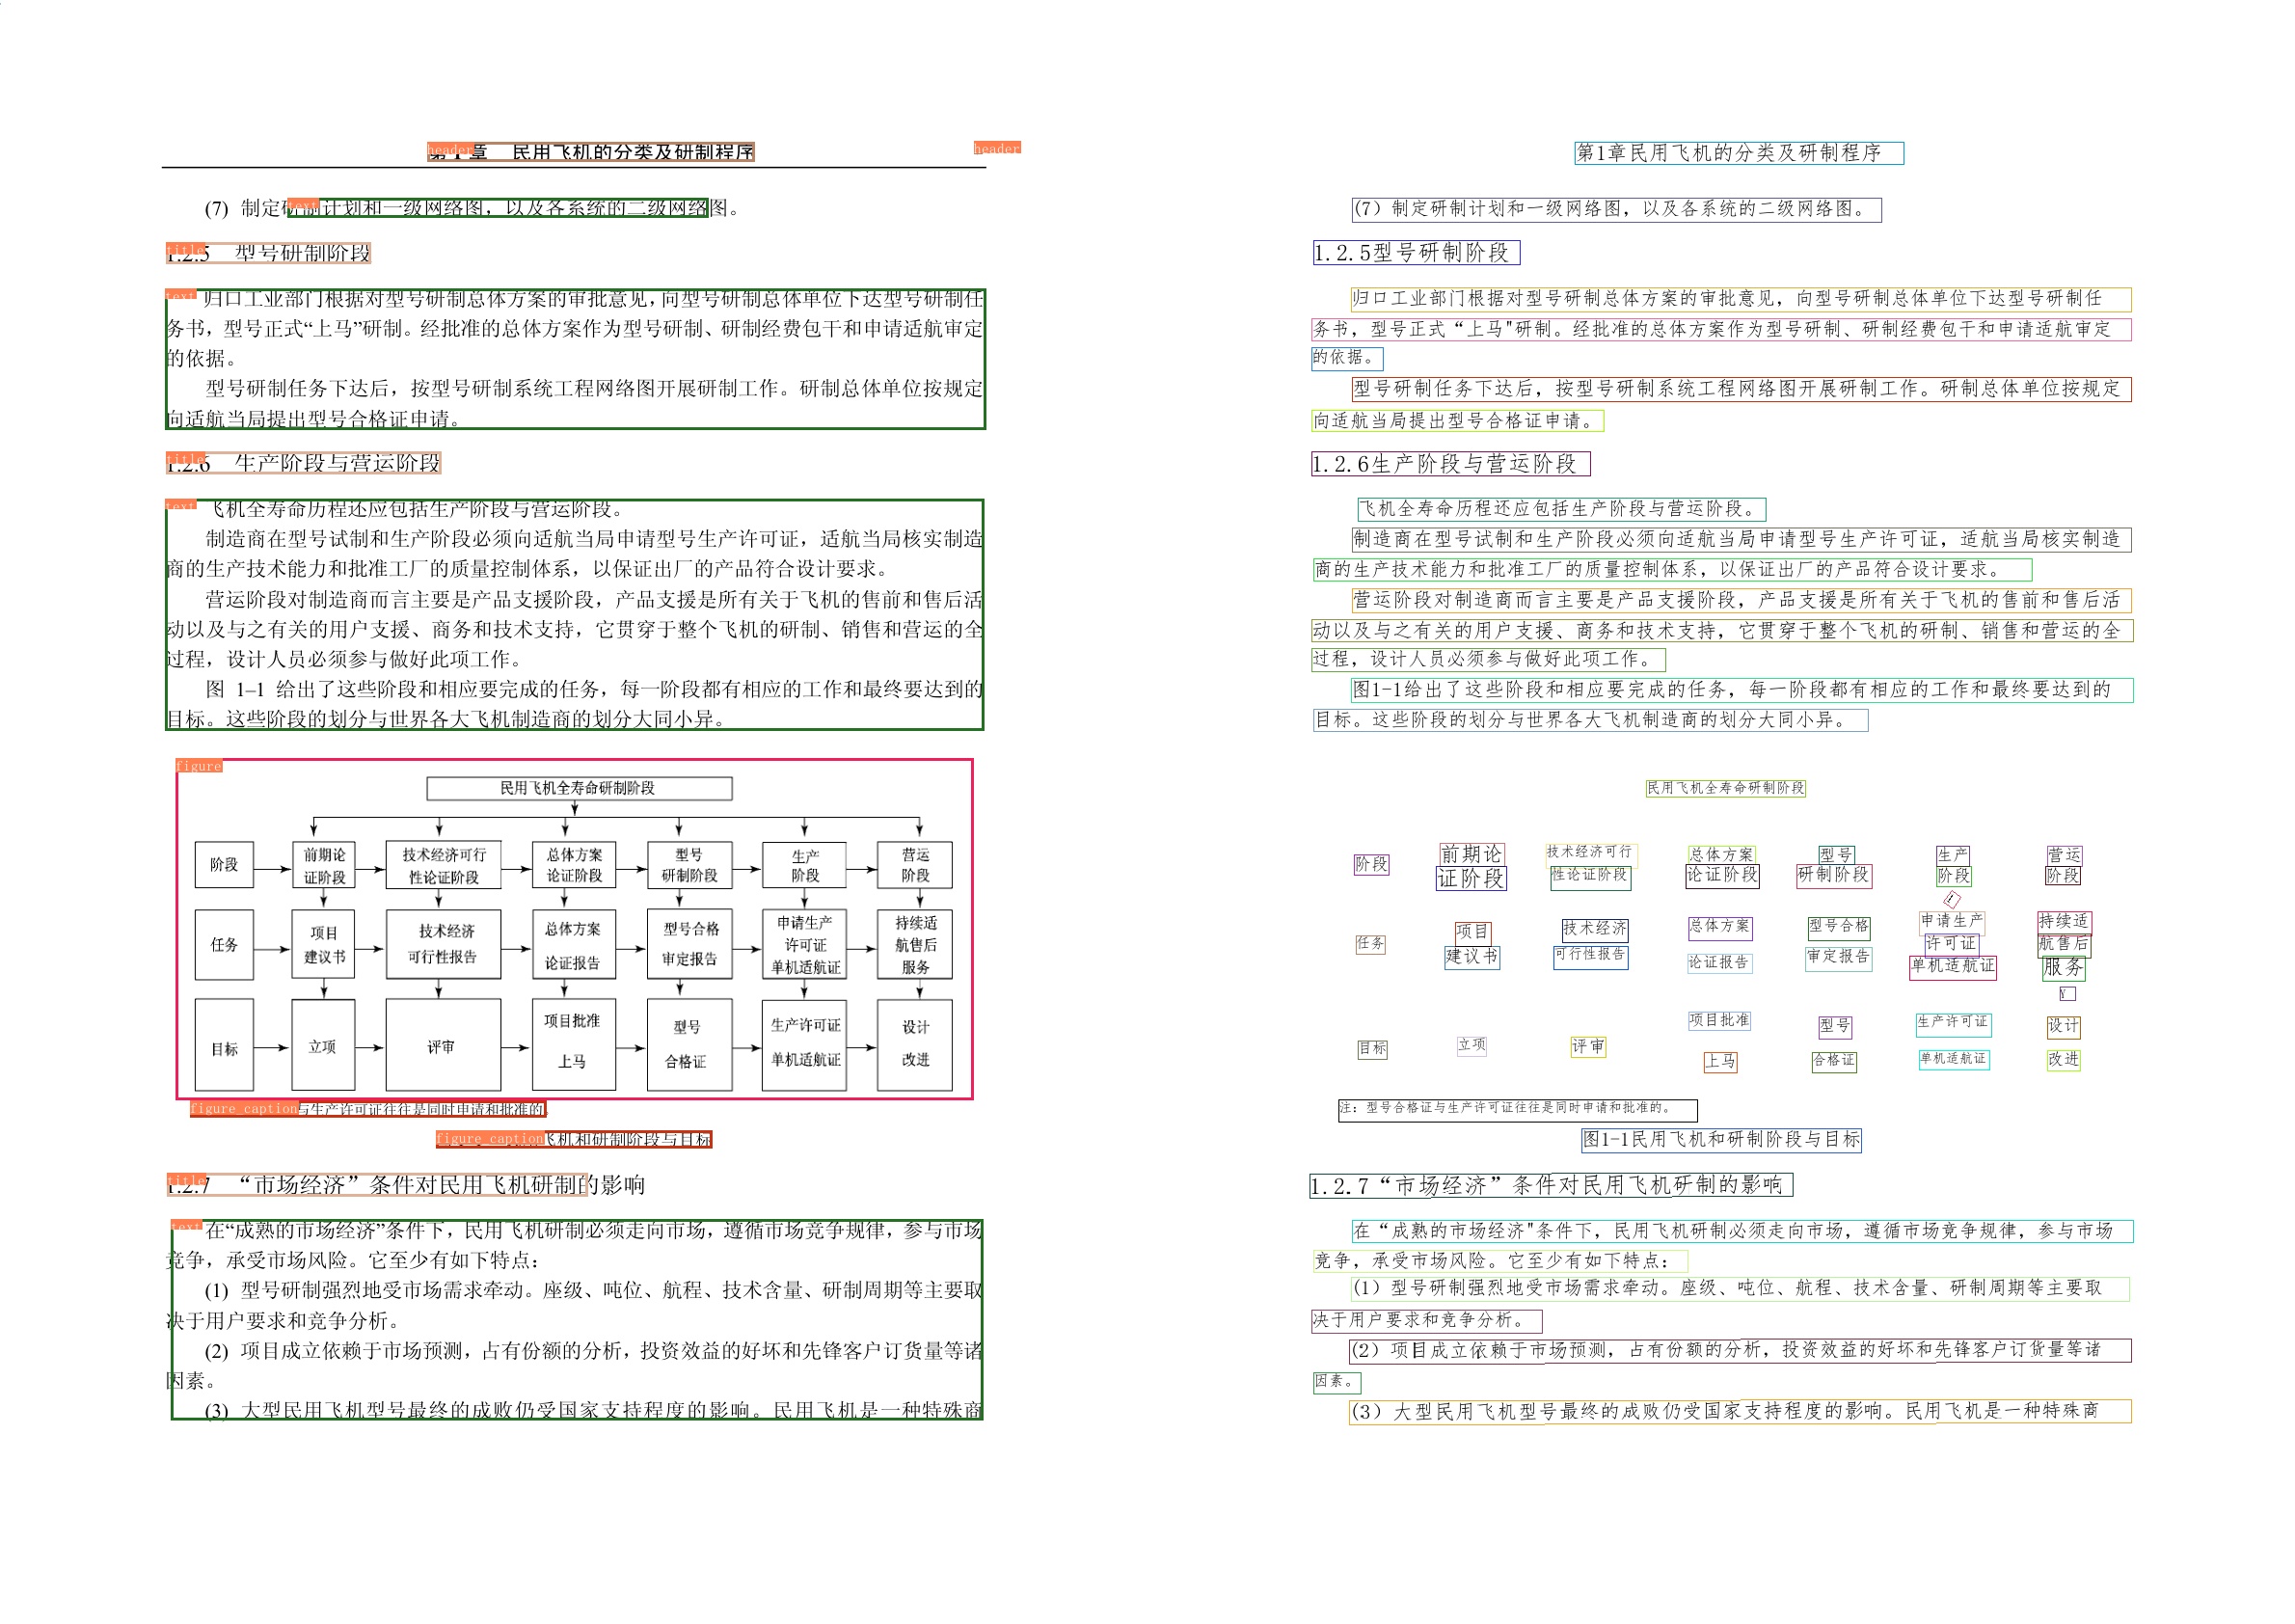 header 章 民用飞机的分类及研制程序
header
(7) 制定 text 计划和一级网络图，以及各系统的二级网络图。
title 型号研制阶段
text 归口工业部门根据对型号研制总体方案的审批意见，向型号研制总体单位下达型号研制任
务书，型号正式“上马”研制。经批准的总体方案作为型号研制、研制经费包干和申请适航审定
的依据。
型号研制任务下达后，按型号研制系统工程网络图开展研制工作。研制总体单位按规定
向适航当局提出型号合格证申请。
title 生产阶段与营运阶段
text 飞机全寿命历程还应包括生产阶段与营运阶段。
制造商在型号试制和生产阶段必须向适航当局申请型号生产许可证，适航当局核实制造
商的生产技术能力和批准工厂的质量控制体系，以保证出厂的产品符合设计要求。
营运阶段对制造商而言主要是产品支援阶段，产品支援是所有关于飞机的售前和售后活
动以及与之有关的用户支援、商务和技术支持，它贯穿于整个飞机的研制、销售和营运的全
过程，设计人员必须参与做好此项工作。
图 1–1 给出了这些阶段和相应要完成的任务，每一阶段都有相应的工作和最终要达到的
目标。这些阶段的划分与世界各大飞机制造商的划分大同小异。
figure
民用飞机全寿命研制阶段
阶段 前期论 技术经济可行 总体方案 型号 生产 营运
证阶段 性论证阶段 论证阶段 研制阶段 阶段 阶段
任务 项目 技术经济 总体方案 型号合格 申请生产 持续适
建议书 可行性报告 论证报告 审定报告 许可证 航售后
单机适航证 服务
目标 立项 评审 项目批准 型号 生产许可证 设计
上马 合格证 单机适航证 改进
figure_caption 与生产许可证往往是同时申请和批准的
figure_caption 飞机和研制阶段与目标
title “市场经济”条件对民用飞机研制的影响
text 在“成熟的市场经济”条件下，民用飞机研制必须走向市场，遵循市场竞争规律，参与市场
竞争，承受市场风险。它至少有如下特点：
(1) 型号研制强烈地受市场需求牵动。座级、吨位、航程、技术含量、研制周期等主要取
决于用户要求和竞争分析。
(2) 项目成立依赖于市场预测，占有份额的分析，投资效益的好坏和先锋客户订货量等诸
因素。
(3) 大型民用飞机型号最终的成败仍受国家支持程度的影响。民用飞机是一种特殊商
第1章民用飞机的分类及研制程序
(7）制定研制计划和一级网络图，以及各系统的二级网络图。
1.2.5型号研制阶段
归口工业部门根据对型号研制总体方案的审批意见，向型号研制总体单位下达型号研制任
务书，型号正式“上马"研制。经批准的总体方案作为型号研制、研制经费包干和申请适航审定
的依据。
型号研制任务下达后，按型号研制系统工程网络图开展研制工作。研制总体单位按规定
向适航当局提出型号合格证申请。
1.2.6生产阶段与营运阶段
飞机全寿命历程还应包括生产阶段与营运阶段。
制造商在型号试制和生产阶段必须向适航当局申请型号生产许可证，适航当局核实制造
商的生产技术能力和批准工厂的质量控制体系，以保证出厂的产品符合设计要求。
营运阶段对制造商而言主要是产品支援阶段，产品支援是所有关于飞机的售前和售后活
动以及与之有关的用户支援、商务和技术支持，它贯穿于整个飞机的研制、销售和营运的全
过程，设计人员必须参与做好此项工作。
图1-1给出了这些阶段和相应要完成的任务，每一阶段都有相应的工作和最终要达到的
目标。这些阶段的划分与世界各大飞机制造商的划分大同小异。
民用飞机全寿命研制阶段
阶段 前期论 技术经济可行 总体方案 型号 生产 营运
证阶段 性论证阶段 论证阶段 研制阶段 阶段 阶段
任务 项目 技术经济 总体方案 型号合格 申请生产 持续适
建议书 可行性报告 论证报告 审定报告 许可证 航售后
单机适航证 服务
Y
目标 立项 评审 项目批准 型号 生产许可证 设计
上马 合格证 单机适航证 改进
注：型号合格证与生产许可证往往是同时申请和批准的。
图1-1民用飞机和研制阶段与目标
1.2.7“市场经济”条件对民用飞机研制的影响
在“成熟的市场经济"条件下，民用飞机研制必须走向市场，遵循市场竞争规律，参与市场
竞争，承受市场风险。它至少有如下特点：
(1）型号研制强烈地受市场需求牵动。座级、吨位、航程、技术含量、研制周期等主要取
决于用户要求和竞争分析。
(2）项目成立依赖于市场预测，占有份额的分析，投资效益的好坏和先锋客户订货量等诸
因素。
(3）大型民用飞机型号最终的成败仍受国家支持程度的影响。民用飞机是一种特殊商